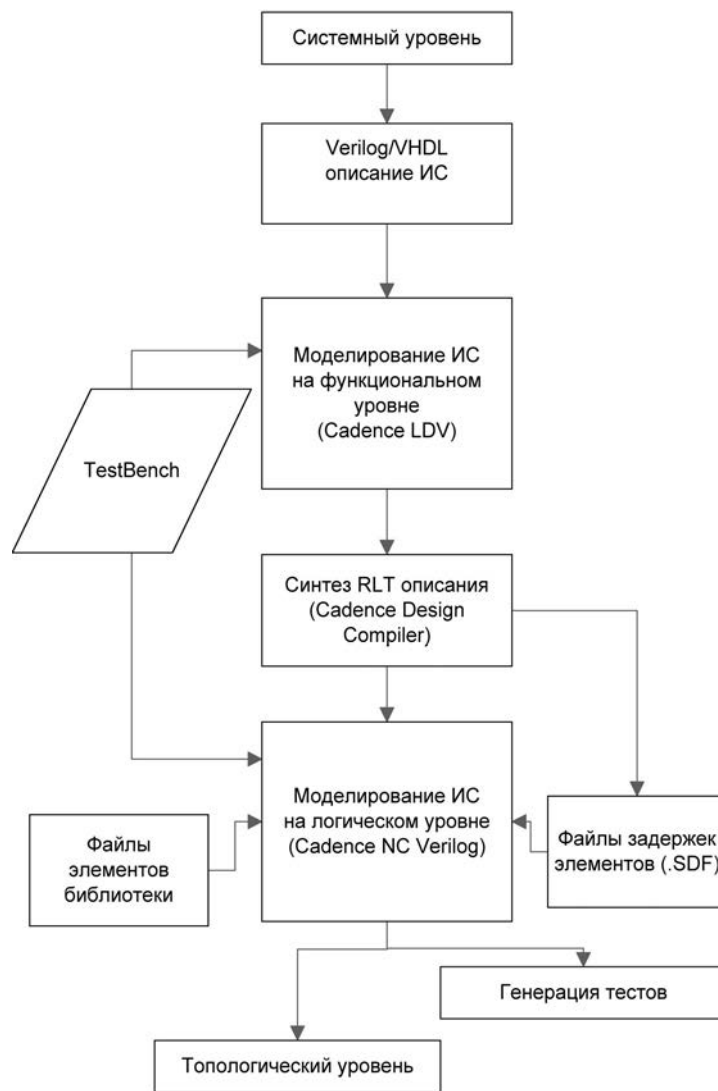 Системный уровень
Verilog/VHDL
описание ИС
Моделирование ИС
на функциональном
уровне
(Cadence LDV)
TestBench
Синтез RLT описания
(Cadence Design
Compiler)
Моделирование ИС
на логическом уровне
(Cadence NC Verilog)
Файлы
элементов
библиотеки
Файлы задержек
элементов (.SDF)
Генерация тестов
Топологический уровень